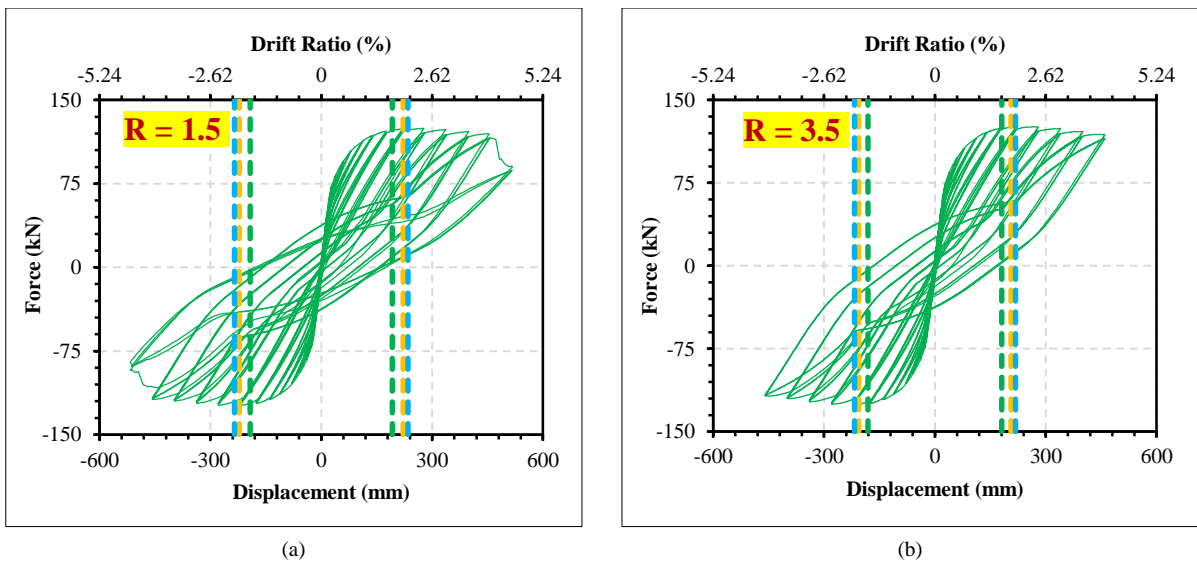 Drift Ratio (%)
-5.24 -2.62 0 2.62 5.24
150
R = 1.5
75
0
-75
-150
Force (kN)
-600 -300 0 300 600
Displacement (mm)
(a)
Drift Ratio (%)
-5.24 -2.62 0 2.62 5.24
150
R = 3.5
75
0
-75
-150
Force (kN)
-600 -300 0 300 600
Displacement (mm)
(b)